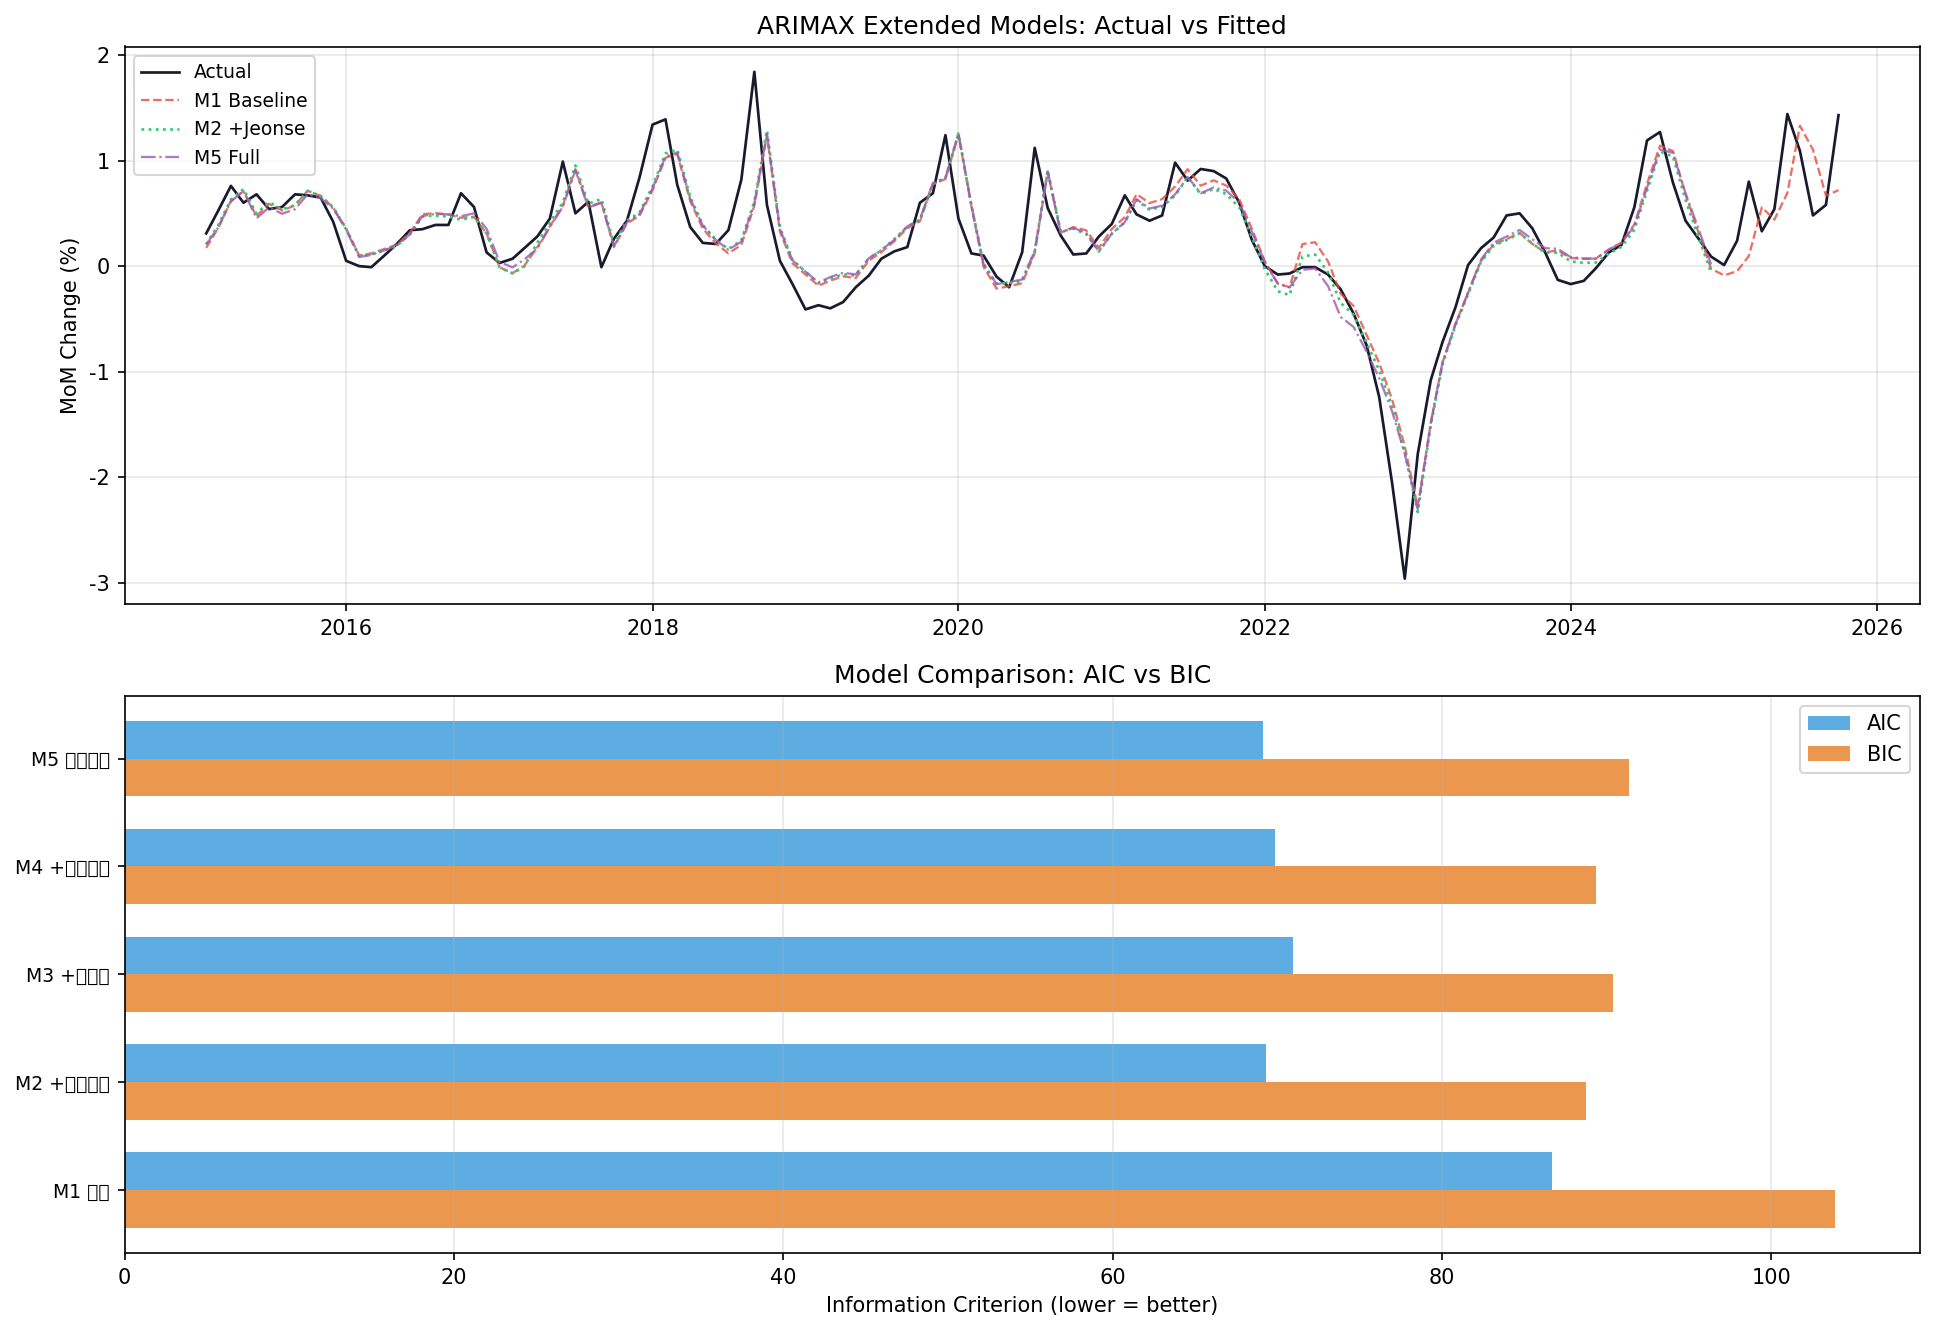 ARIMAX Extended Models: Actual vs Fitted
Actual
M1 Baseline
M2 +Jeonse
M5 Full
MoM Change (%)
2
1
0
-1
-2
-3
2016
2018
2020
2022
2024
2026
Model Comparison: AIC vs BIC
AIC
BIC
M5
M4 +
M3 +
M2 +
M1
0
20
40
60
80
100
Information Criterion (lower = better)